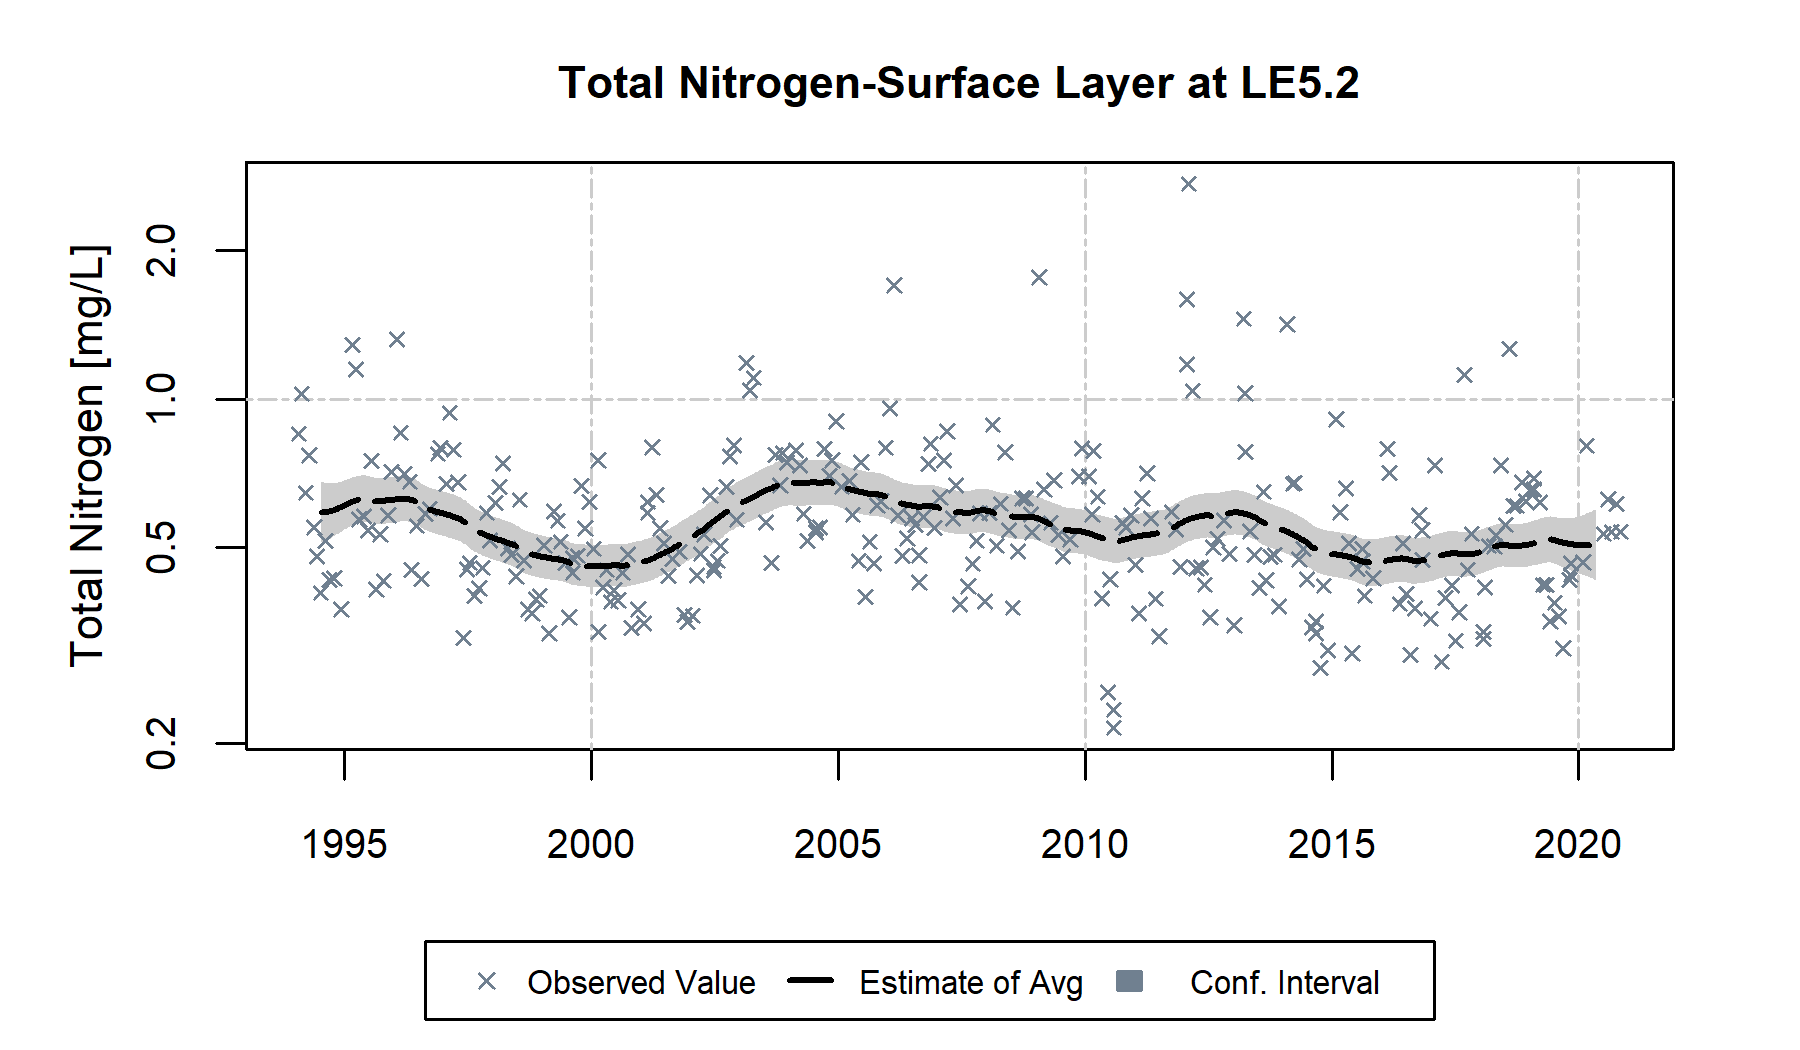 Total Nitrogen-Surface Layer at LE5.2
Total Nitrogen [mg/L]
2.0
1.0
0.5
0.2
1995 2000 2005 2010 2015 2020
Observed Value Estimate of Avg Conf. Interval